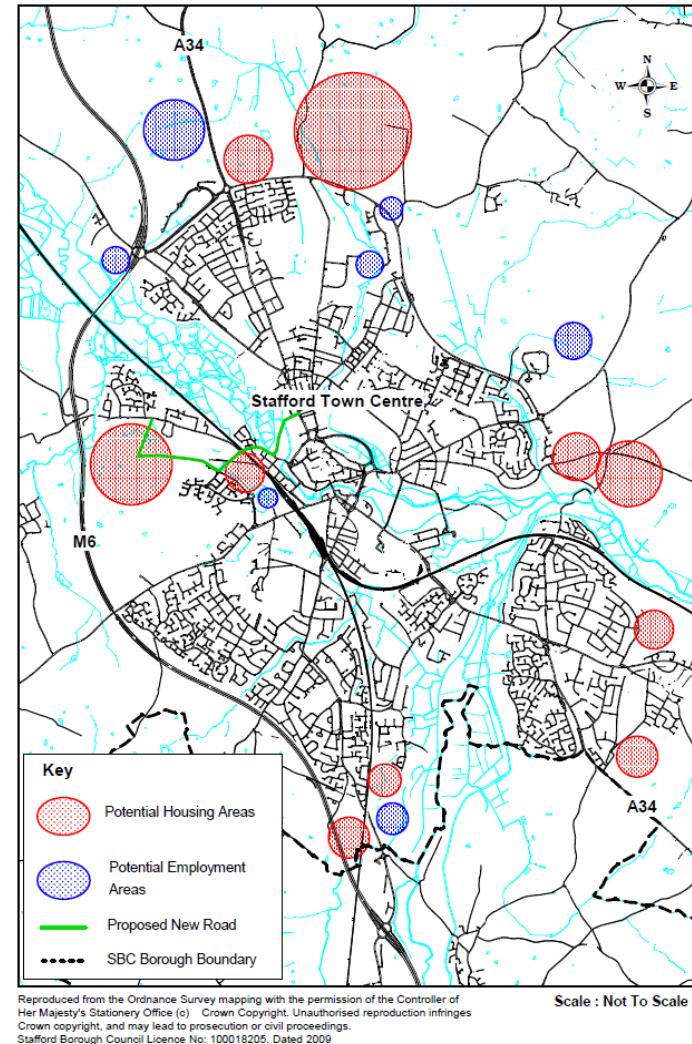 A34
N
W E
S
Stafford Town Centre
M6
A34
Key
Potential Housing Areas
Potential Employment
Areas
Proposed New Road
SBC Borough Boundary
Reproduced from the Ordnance Survey mapping with the permission of the Controller of
Her Majesty's Stationery Office (c) Crown Copyright. Unauthorised reproduction infringes
Crown copyright, and may lead to prosecution or civil proceedings.
Stafford Borough Council Licence No: 100018205. Dated 2009
Scale : Not To Scale